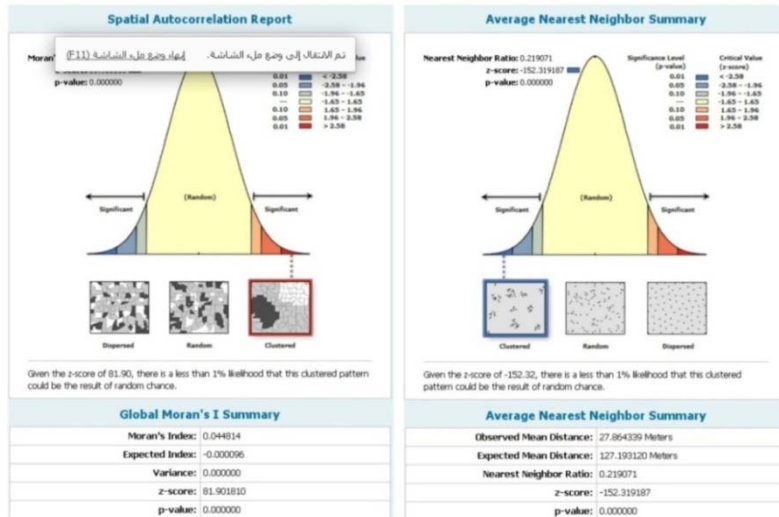 Spatial Autocorrelation Report
تم الانتقال إلى وضع ملء الشاشة. إنهاء وضع ملء الشاشة (F11)
Moran'
p-value: 0.000000
0.01 < -2.58
0.05 -2.58 - -1.96
0.10 -1.96 - -1.65
— -1.65 - 1.65
0.10 1.65 - 1.96
0.05 1.96 - 2.58
0.01 > 2.58
Significant
(Random)
Significant
Dispersed
Random
Clustered
Given the z-score of 81.90, there is a less than 1% likelihood that this clustered pattern
could be the result of random chance.
Global Moran's I Summary
Moran's Index: 0.044814
Expected Index: -0.000096
Variance: 0.000000
z-score: 81.901810
p-value: 0.000000
Average Nearest Neighbor Summary
Nearest Neighbor Ratio: 0.219071
z-score: -152.319187
p-value: 0.000000
Significance Level Critical Value
(p-value) (z-score)
0.01 < -2.58
0.05 -2.58 - -1.96
0.10 -1.96 - -1.65
— -1.65 - 1.65
0.10 1.65 - 1.96
0.05 1.96 - 2.58
0.01 > 2.58
Significant
(Random)
Significant
Clustered
Random
Dispersed
Given the z-score of -152.32, there is a less than 1% likelihood that this clustered
pattern could be the result of random chance.
Average Nearest Neighbor Summary
Observed Mean Distance: 27.864339 Meters
Expected Mean Distance: 127.193120 Meters
Nearest Neighbor Ratio: 0.219071
z-score: -152.319187
p-value: 0.000000